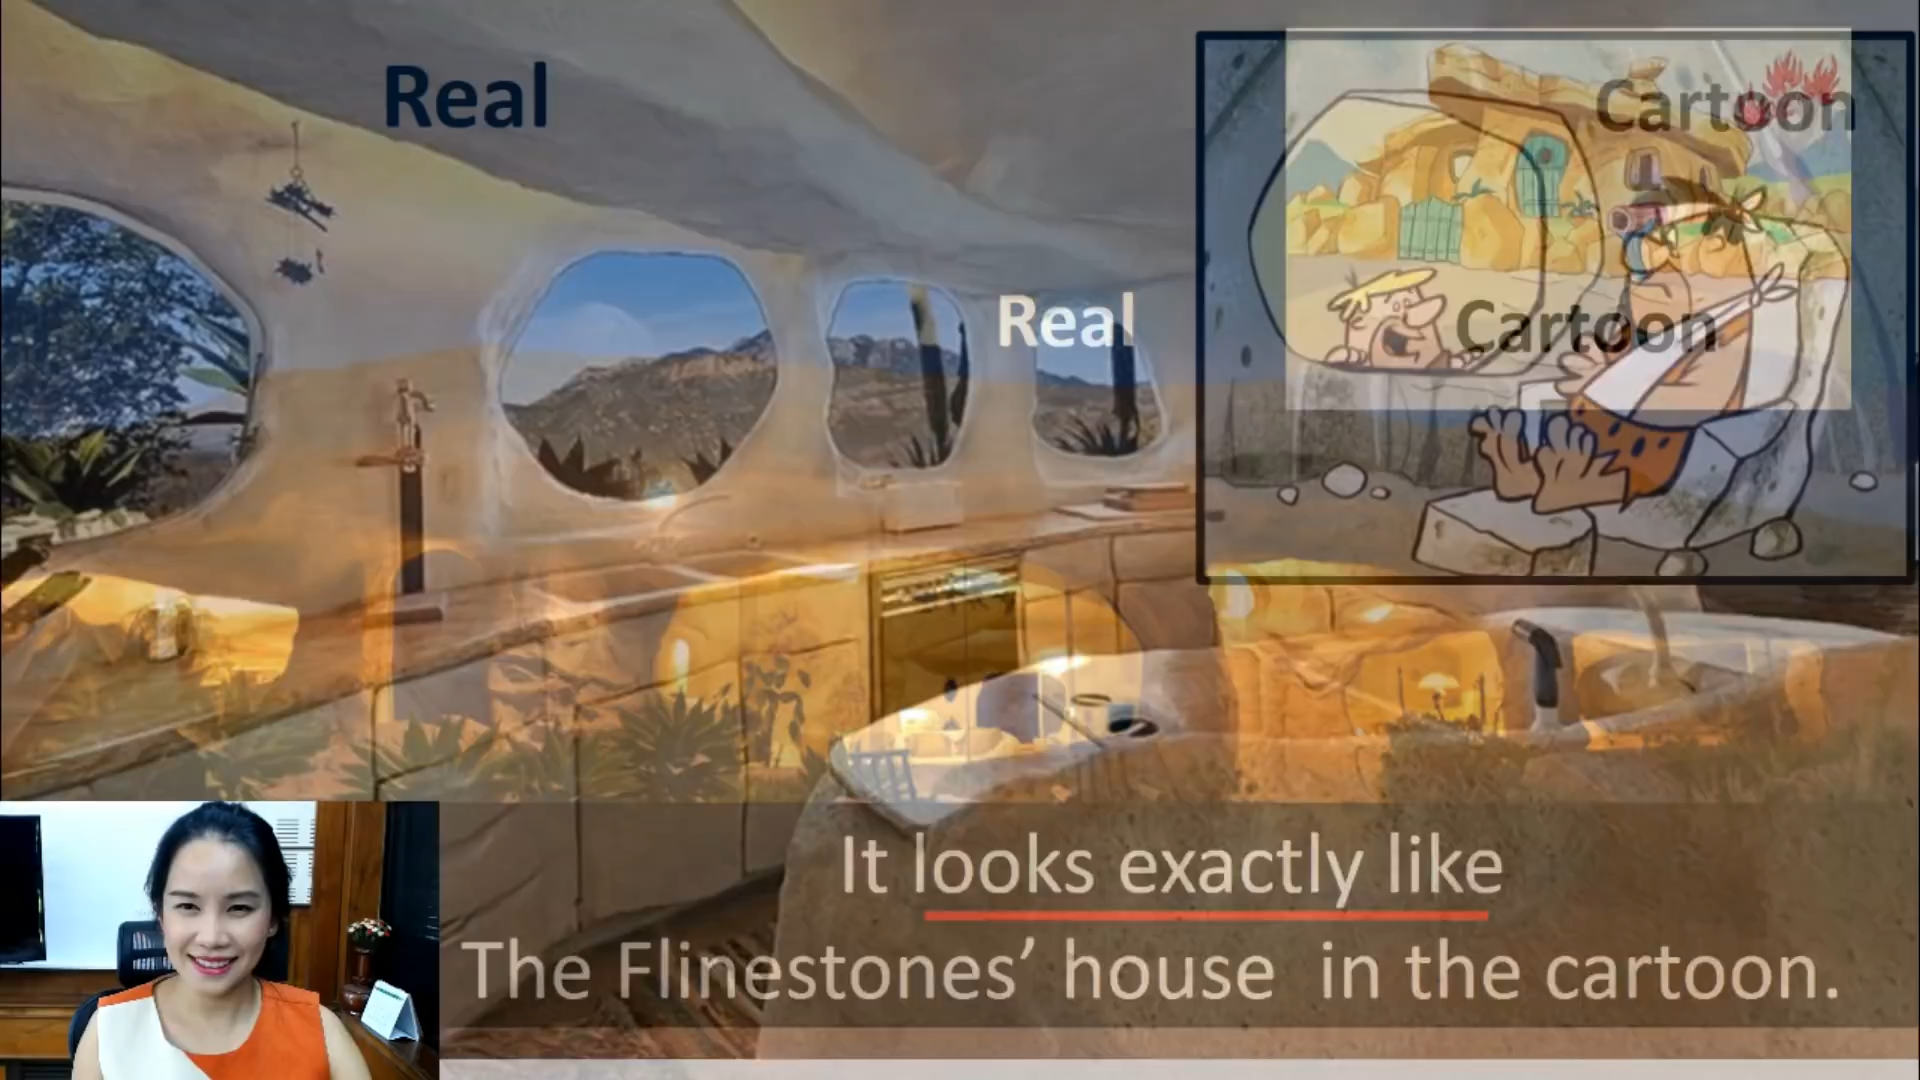 Real
Cartoon
Real
Cartoon
It looks exactly like
The Flinestones’ house in the cartoon.